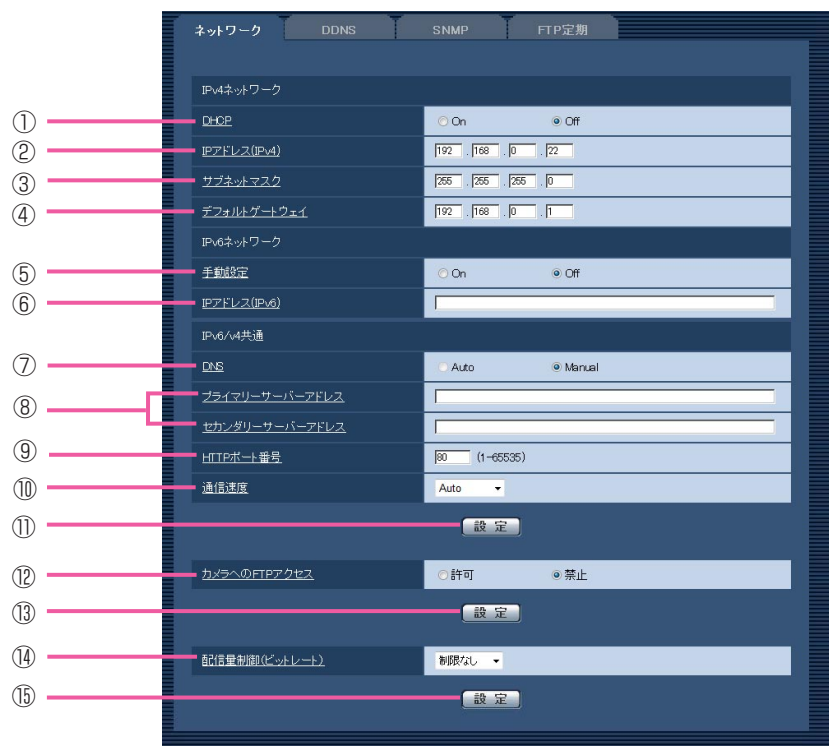 ネットワーク DDNS SNMP FTP定期
IPv4ネットワーク
① DHCP On Off
② IPアドレス(IPv4) 192 . 168 . 0 . 22
③ サブネットマスク 255 . 255 . 255 . 0
④ デフォルトゲートウェイ 192 . 168 . 0 . 1
IPv6ネットワーク
⑤ 手動設定 On Off
⑥ IPアドレス(IPv6)
IPv6/v4共通
⑦ DNS Auto Manual
⑧ プライマリーサーバーアドレス
セカンダリーサーバーアドレス
⑨ HTTPポート番号 80 (1-65535)
⑩ 通信速度 Auto
⑪ 設定
⑫ カメラへのFTPアクセス 許可 禁止
⑬ 設定
⑭ 配信量制御(ビットレート) 制限なし
⑮ 設定